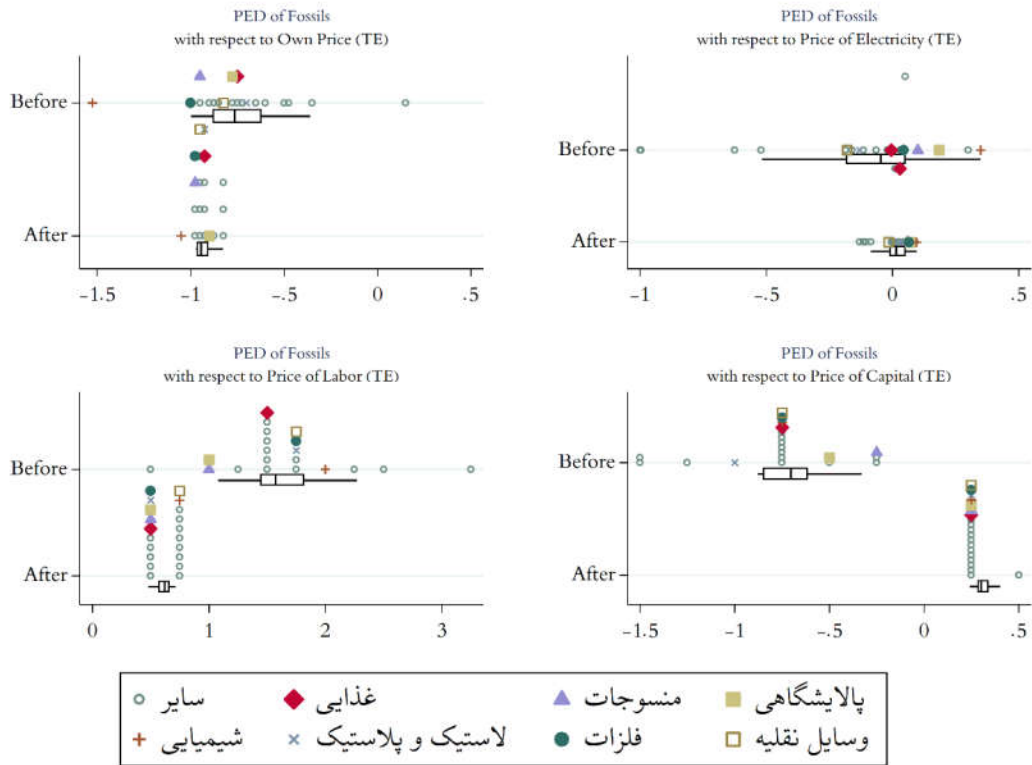 PED of Fossils
with respect to Own Price (TE)
Before
After
-1.5 -1 -.5 0 .5
PED of Fossils
with respect to Price of Electricity (TE)
Before
After
-1 -.5 0 .5
PED of Fossils
with respect to Price of Labor (TE)
Before
After
0 1 2 3
PED of Fossils
with respect to Price of Capital (TE)
Before
After
-1.5 -1 -.5 0 .5
سایر غذایی منسوجات پالایشگاهی
شیمیایی لاستیک و پلاستیک فلزات وسایل نقلیه